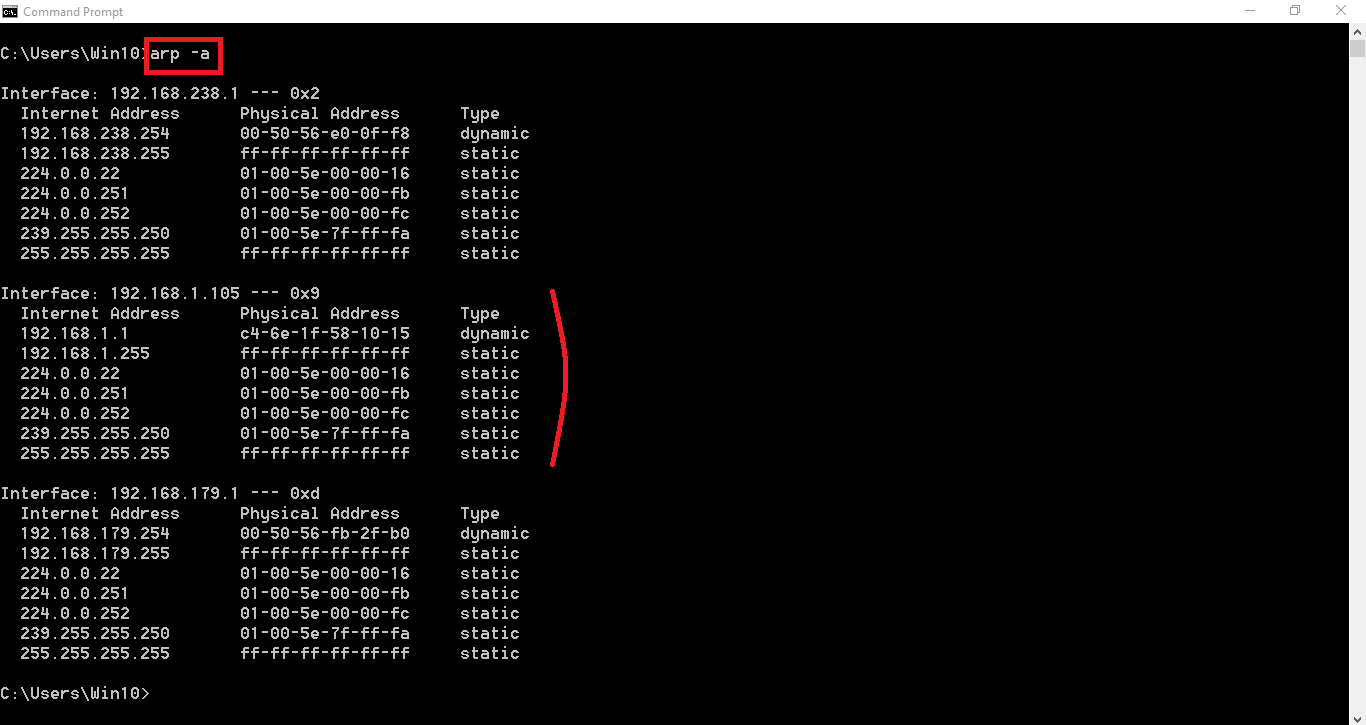 Command Prompt
C:\Users\Win10>arp -a
Interface: 192.168.238.1 --- 0x2
Internet Address Physical Address Type
192.168.238.254 00-50-56-e0-0f-f8 dynamic
192.168.238.255 ff-ff-ff-ff-ff-ff static
224.0.0.22 01-00-5e-00-00-16 static
224.0.0.251 01-00-5e-00-00-fb static
224.0.0.252 01-00-5e-00-00-fc static
239.255.255.250 01-00-5e-7f-ff-fa static
255.255.255.255 ff-ff-ff-ff-ff-ff static
Interface: 192.168.1.105 --- 0x9
Internet Address Physical Address Type
192.168.1.1 c4-6e-1f-58-10-15 dynamic
192.168.1.255 ff-ff-ff-ff-ff-ff static
224.0.0.22 01-00-5e-00-00-16 static
224.0.0.251 01-00-5e-00-00-fb static
224.0.0.252 01-00-5e-00-00-fc static
239.255.255.250 01-00-5e-7f-ff-fa static
255.255.255.255 ff-ff-ff-ff-ff-ff static
Interface: 192.168.179.1 --- 0xd
Internet Address Physical Address Type
192.168.179.254 00-50-56-fb-2f-b0 dynamic
192.168.179.255 ff-ff-ff-ff-ff-ff static
224.0.0.22 01-00-5e-00-00-16 static
224.0.0.251 01-00-5e-00-00-fb static
224.0.0.252 01-00-5e-00-00-fc static
239.255.255.250 01-00-5e-7f-ff-fa static
255.255.255.255 ff-ff-ff-ff-ff-ff static
C:\Users\Win10>